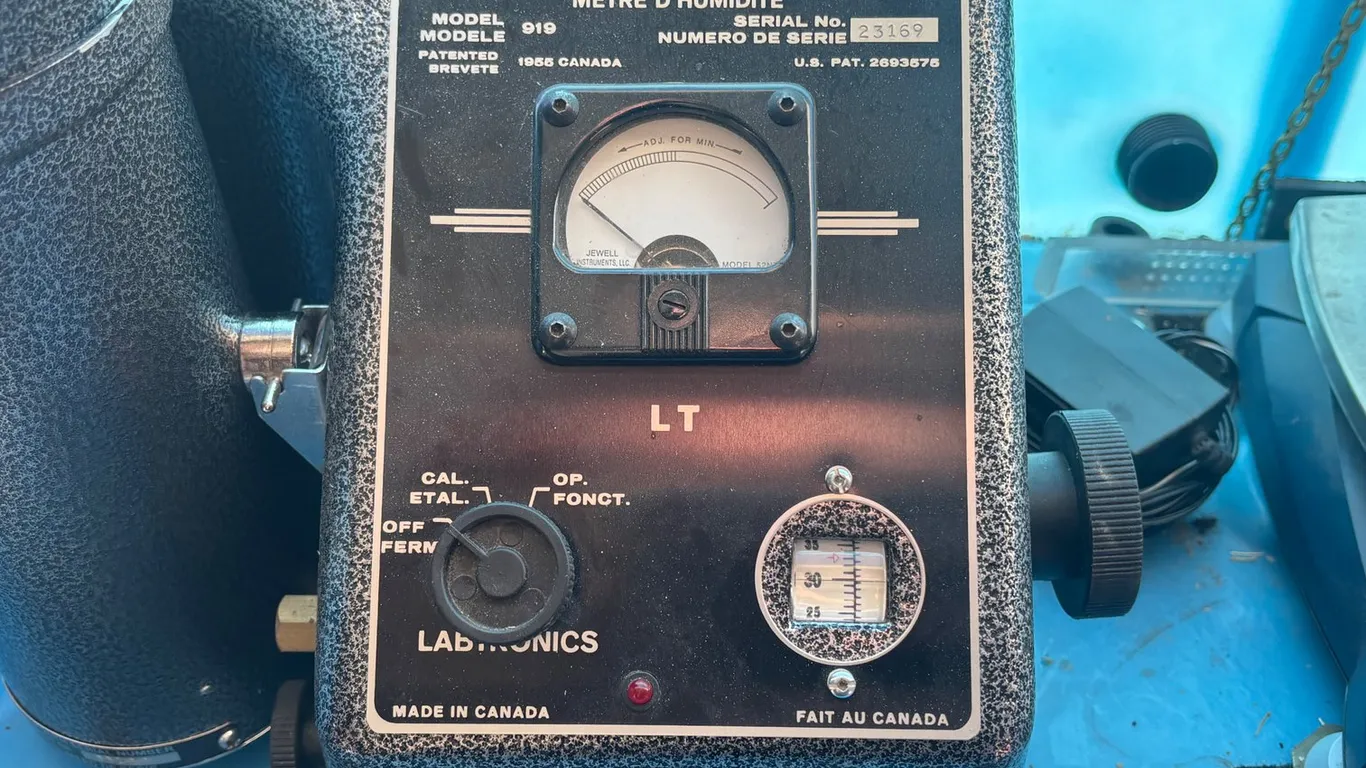 METRE D'HUMIDITE
MODEL
MODELE
919
SERIAL No.
NUMERO DE SERIE
23169
PATENTED
BREVETE
1955 CANADA
U.S. PAT. 2693575
ADJ. FOR MIN.
JEWELL
INSTRUMENTS, LLC.
MODEL
LT
CAL.
ETAL.
OP.
FONCT.
OFF
FERM
35
30
25
LABTRONICS
MADE IN CANADA
FAIT AU CANADA
NUMBER